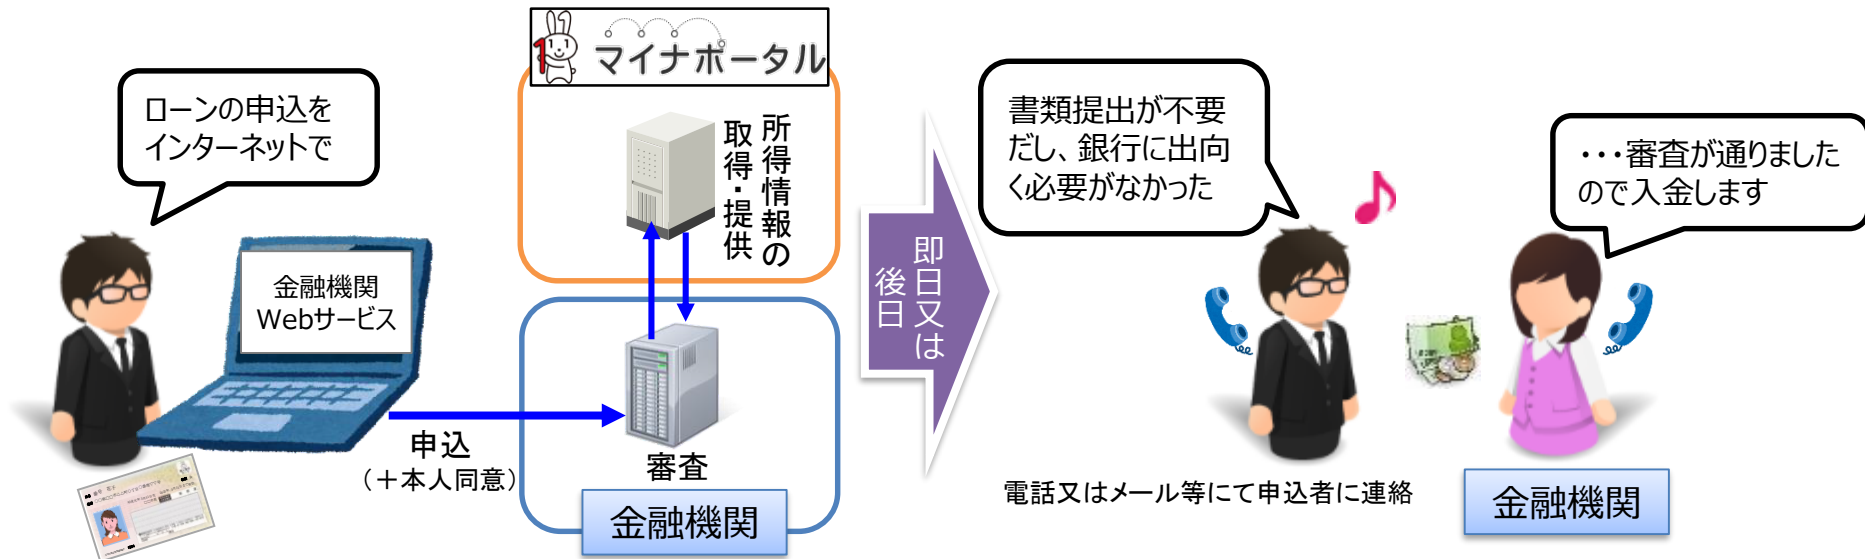 マイナポータル
ローンの申込を
インターネットで
金融機関
Webサービス
所得情報の
取得・提供
申込
（＋本人同意）
審査
金融機関
即日又は
後日
書類提出が不要
だし、銀行に出向
く必要がなかった
・・・審査が通りました
ので入金します
電話又はメール等にて申込者に連絡
金融機関